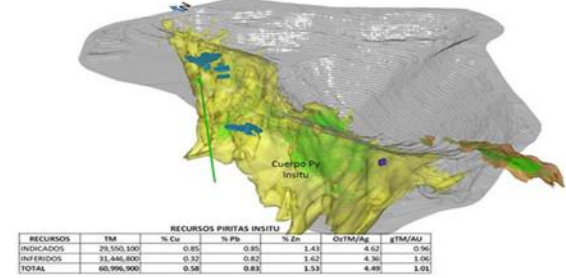 Cuerpo Py
Insitu
RECURSOS PIRITAS INSITU
RECURSOS TM % Cu % Pb % Zn OzTM/Ag gTM/AU
INDICADOS 29,550,100 0.85 0.85 1.43 4.62 0.96
INFERIDOS 31,446,800 0.32 0.82 1.62 4.36 1.06
TOTAL 60,996,900 0.58 0.83 1.53 4.49 1.01